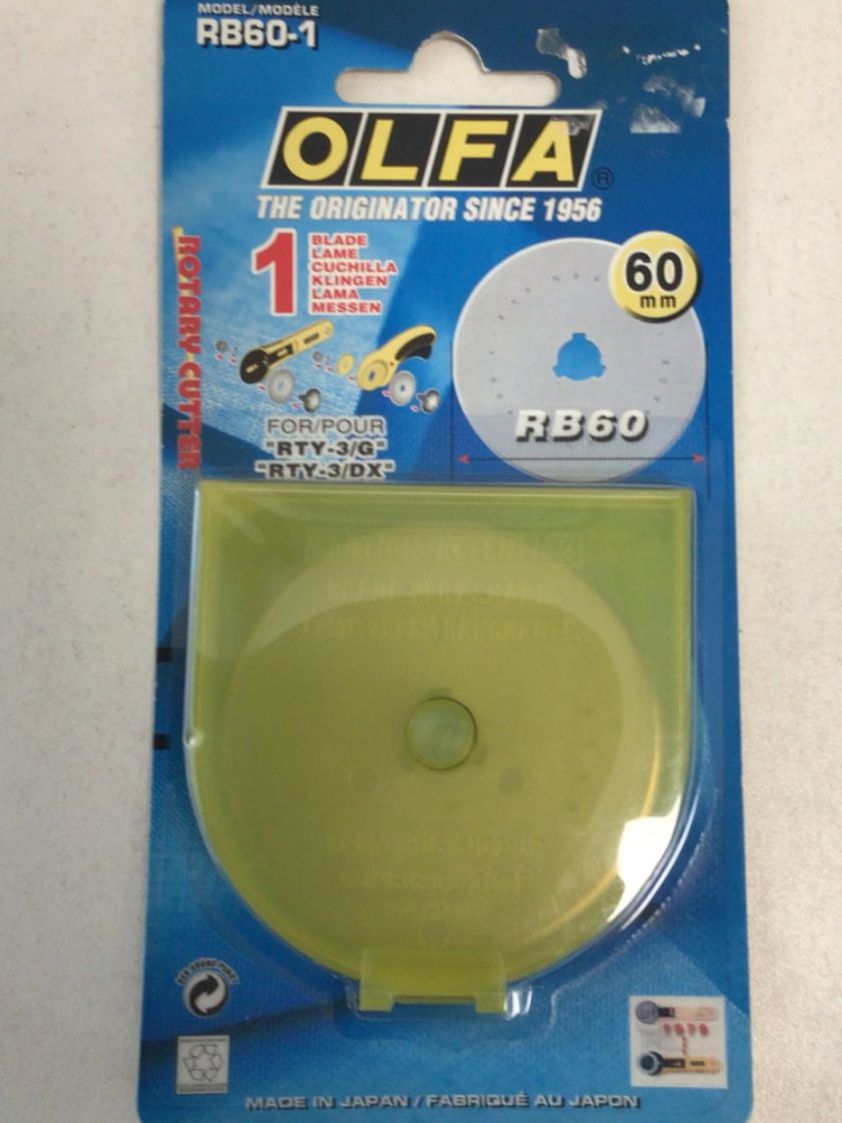 MODEL/MODÈLE
RB60-1
OLFA®
THE ORIGINATOR SINCE 1956
ROTARY-CUTTER
1
BLADE
LAME
CUCHILLA
KLINGEN
LAMA
MESSEN
60
mm
RB60
FOR/POUR
"RTY-3/G"
"RTY-3/DX"
1979
MADE IN JAPAN / FABRIQUÉ AU JAPON